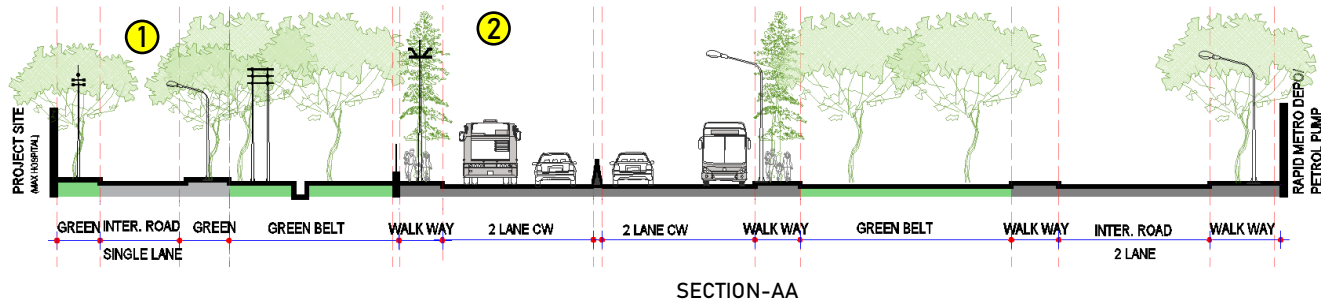 1
2
PROJECT SITE
(MAX HOSPITAL)
RAPID METRO DEPO/
PETROL PUMP
GREEN
INTER. ROAD
GREEN
GREEN BELT
WALK WAY
2 LANE CW
2 LANE CW
WALK WAY
GREEN BELT
WALK WAY
INTER. ROAD
WALK WAY
SINGLE LANE
2 LANE
SECTION-AA